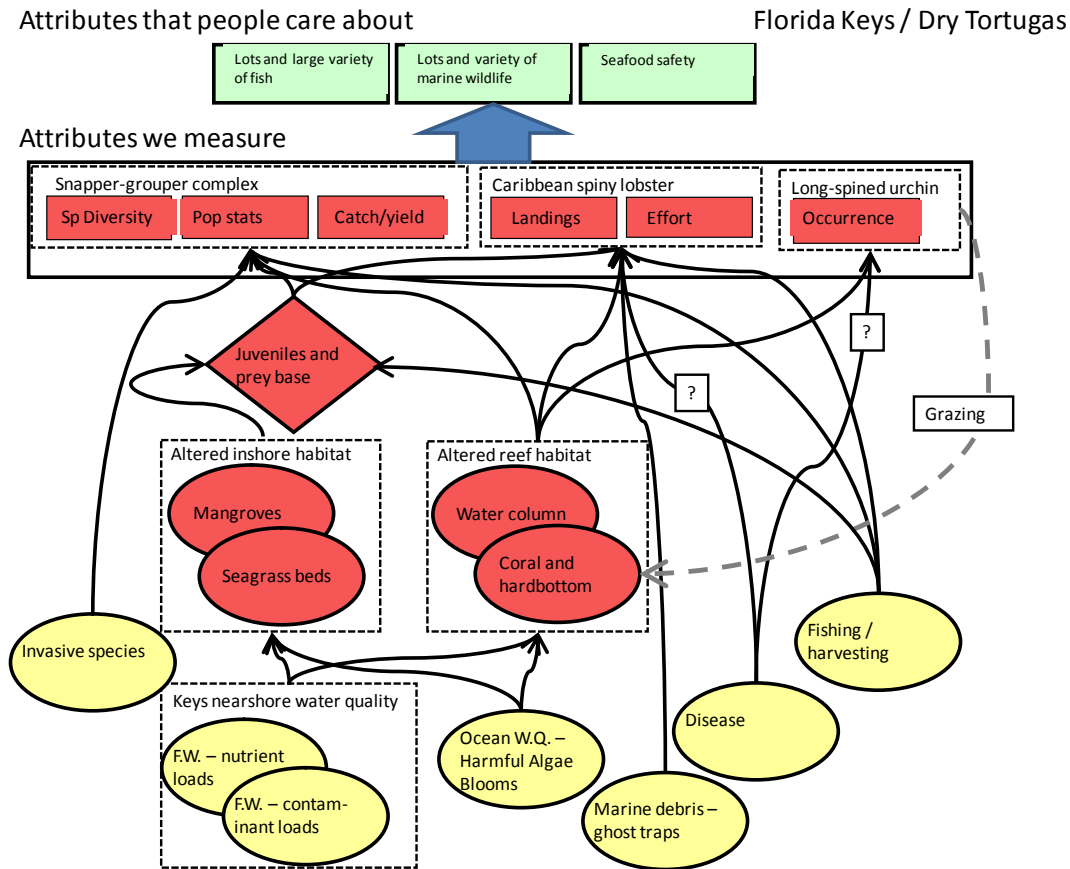 Attributes that people care about
Florida Keys / Dry Tortugas
Lots and large variety
of fish
Lots and variety of
marine wildlife
Seafood safety
Attributes we measure
Snapper-grouper complex
Sp Diversity
Pop stats
Catch/yield
Caribbean spiny lobster
Landings
Effort
Long-spined urchin
Occurrence
?
?
Juveniles and
prey base
Grazing
Altered inshore habitat
Mangroves
Seagrass beds
Altered reef habitat
Water column
Coral and
hardbottom
Invasive species
Fishing /
harvesting
Keys nearshore water quality
F.W. – nutrient
loads
F.W. – contam-
inant loads
Ocean W.Q. –
Harmful Algae
Blooms
Disease
Marine debris –
ghost traps